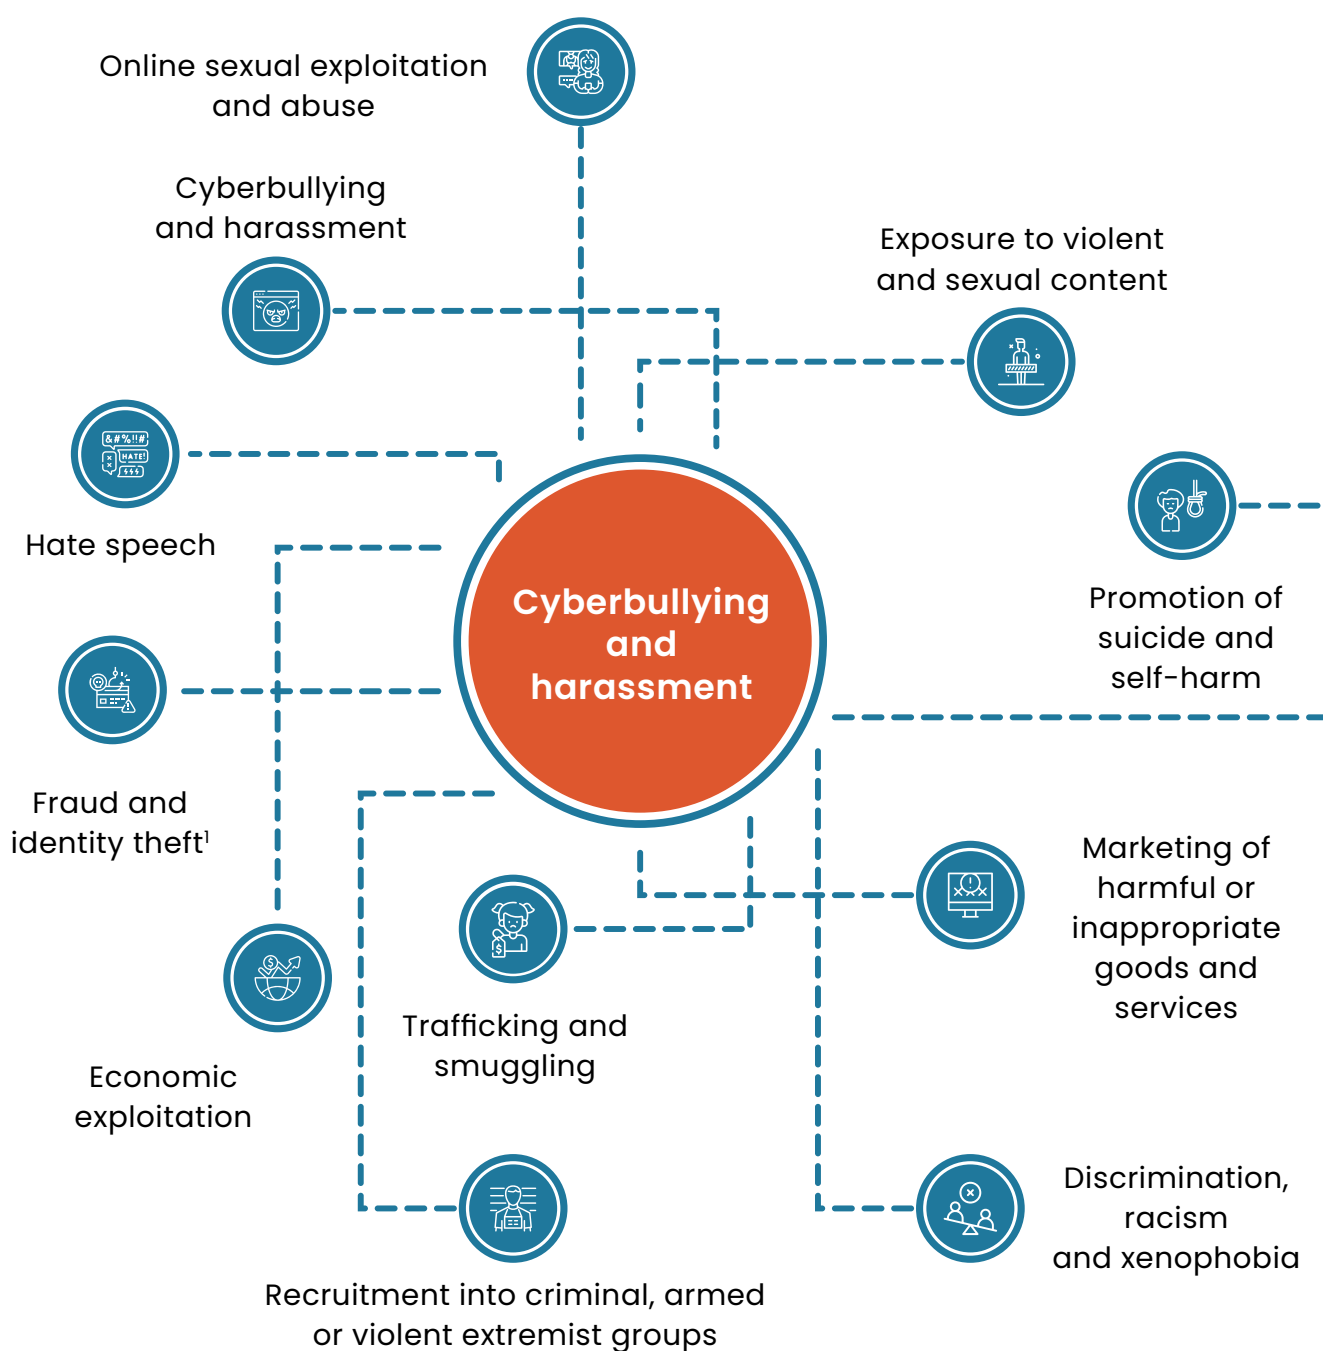 Online sexual exploitation
and abuse
Cyberbullying
and harassment
Exposure to violent
and sexual content
&#%!!#
HATE!
Hate speech
Cyberbullying
and
harassment
Promotion of
suicide and
self-harm
Fraud and
identity theft¹
Marketing of
harmful or
inappropriate
goods and
services
$
$
Trafficking and
smuggling
Economic
exploitation
Discrimination,
racism
and xenophobia
Recruitment into criminal, armed
or violent extremist groups